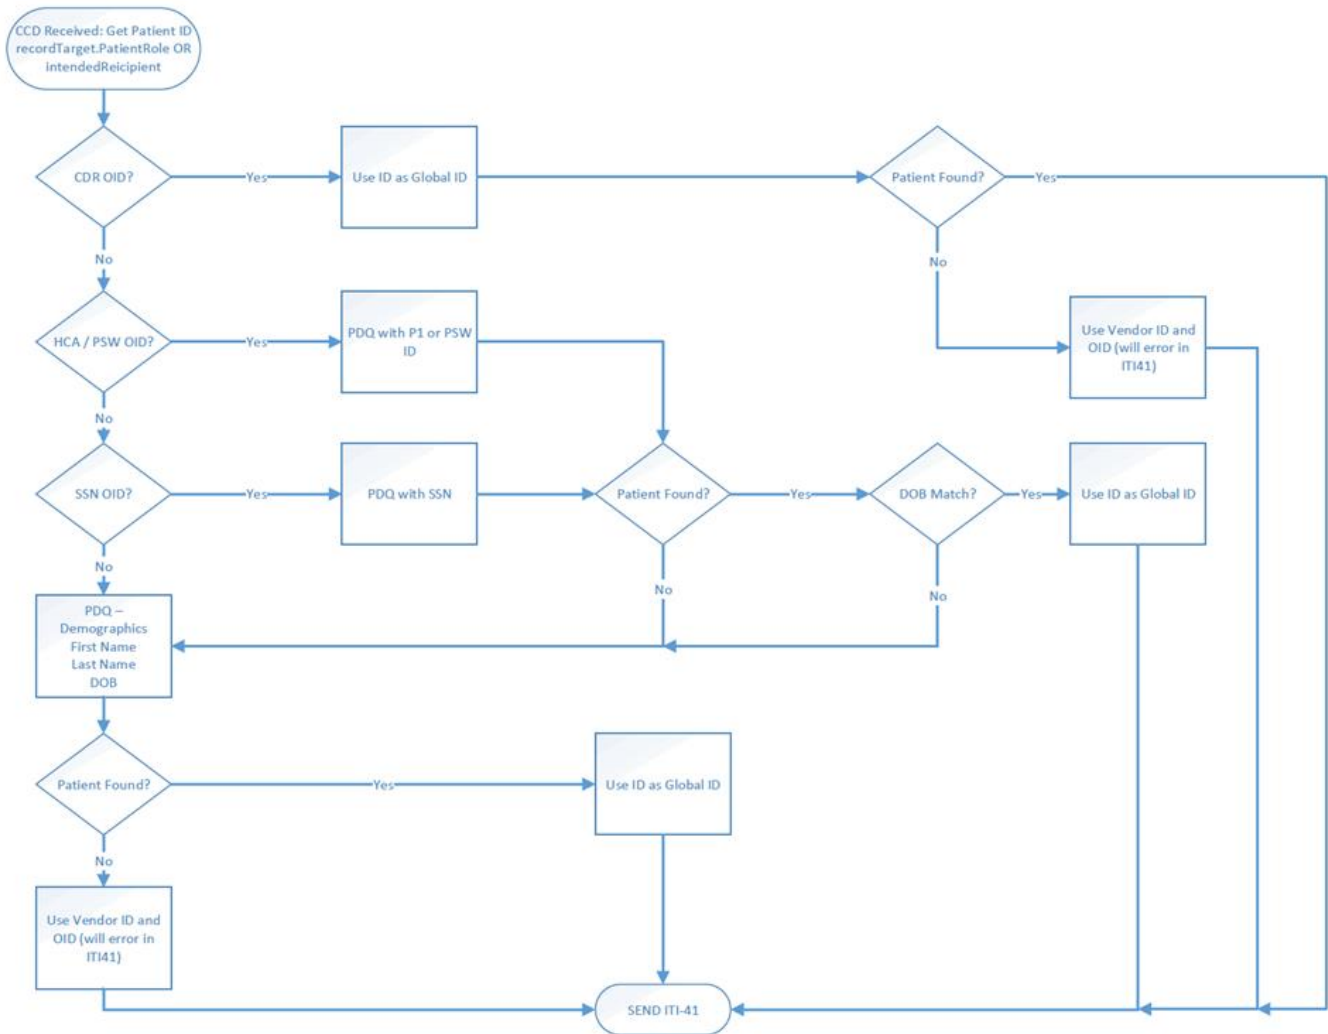 CCD Received: Get Patient ID
recordTarget.PatientRole OR
intendedReicipient
CDR OID?
Yes
Use ID as Global ID
Patient Found?
Yes
No
No
HCA / PSW OID?
Yes
PDQ with P1 or PSW
ID
Use Vendor ID and
OID (will error in
ITI41)
No
SSN OID?
Yes
PDQ with SSN
Patient Found?
Yes
DOB Match?
Yes
Use ID as Global ID
No
No
No
PDQ –
Demographics
First Name
Last Name
DOB
Patient Found?
Yes
Use ID as Global ID
No
Use Vendor ID and
OID (will error in
ITI41)
SEND ITI-41